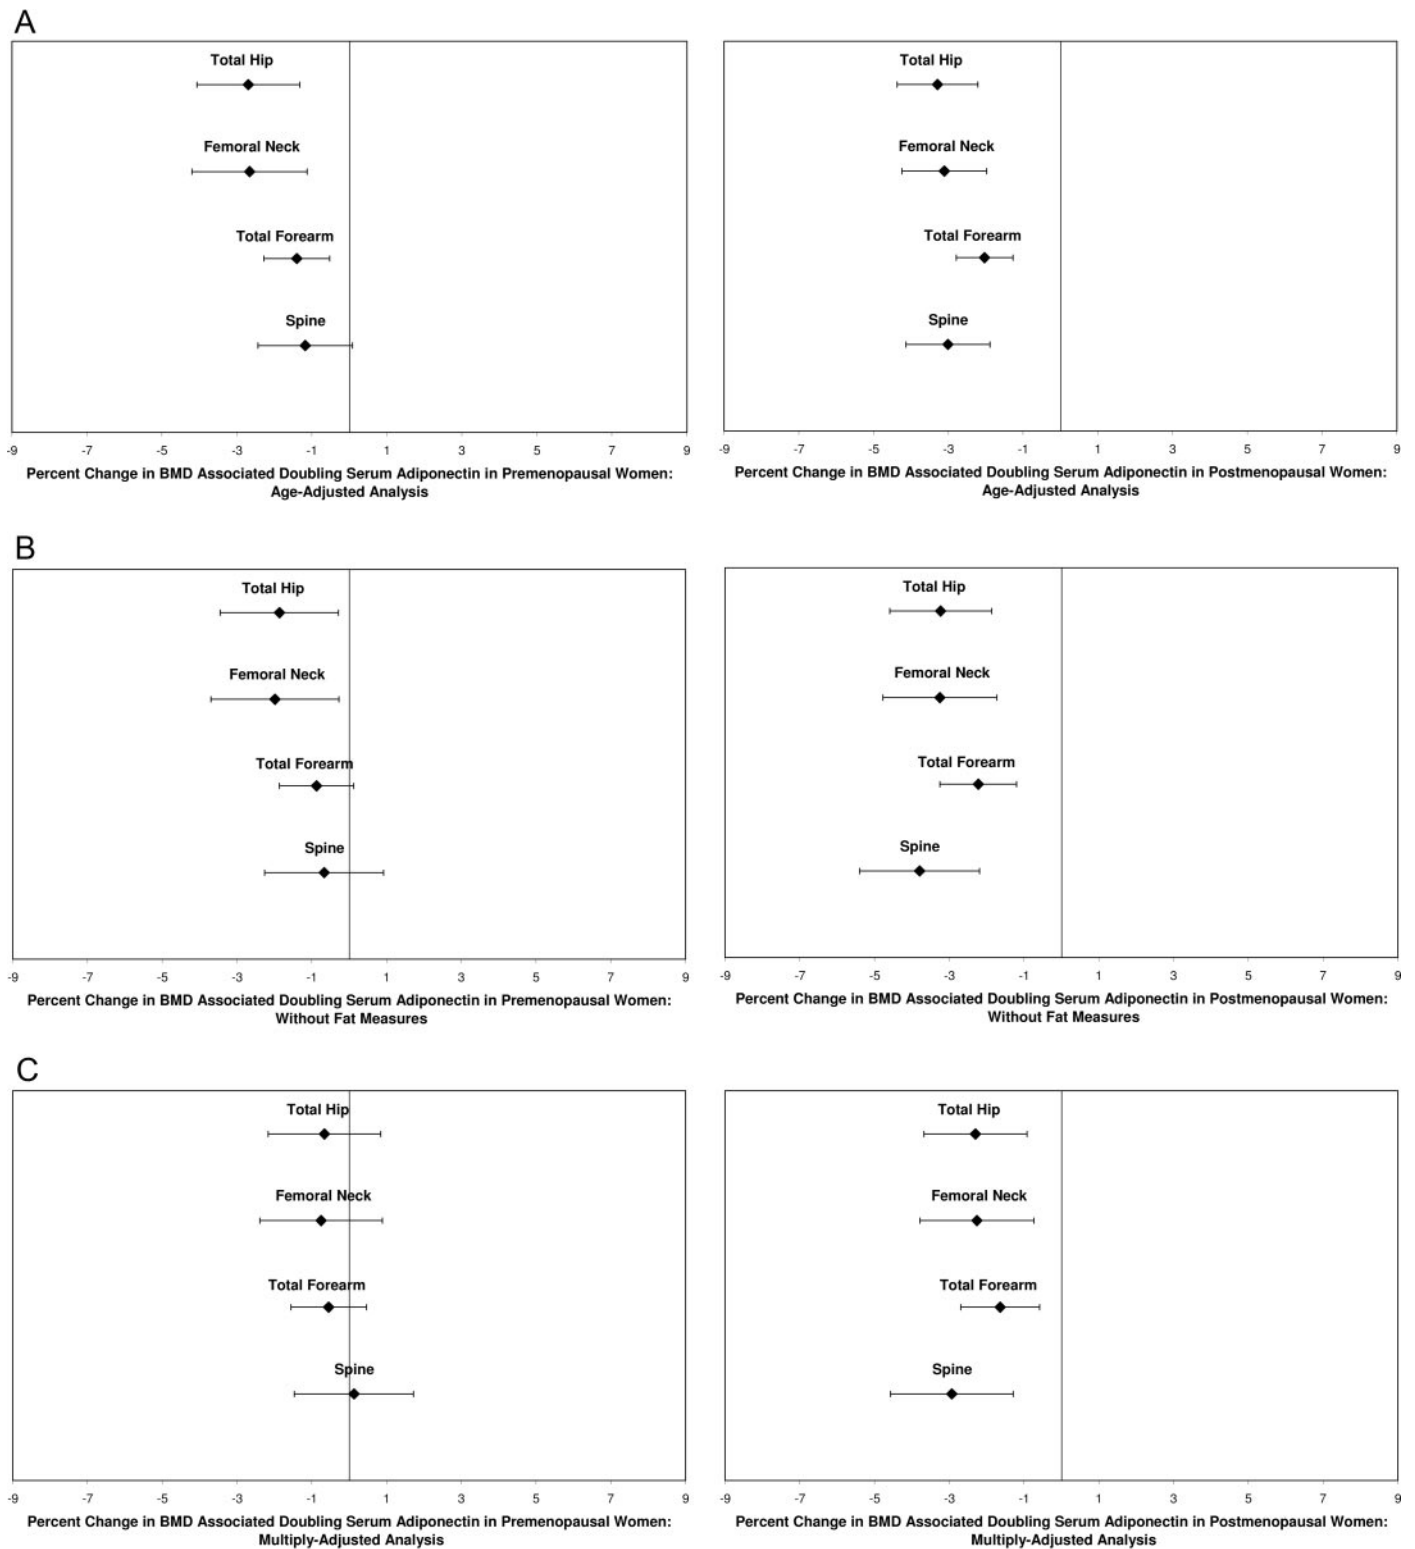 A
Total Hip
Femoral Neck
Total Forearm
Spine
-9 -7 -5 -3 -1 1 3 5 7 9
Percent Change in BMD Associated Doubling Serum Adiponectin in Premenopausal Women:
Age-Adjusted Analysis
Total Hip
Femoral Neck
Total Forearm
Spine
-9 -7 -5 -3 -1 1 3 5 7 9
Percent Change in BMD Associated Doubling Serum Adiponectin in Postmenopausal Women:
Age-Adjusted Analysis
B
Total Hip
Femoral Neck
Total Forearm
Spine
-9 -7 -5 -3 -1 1 3 5 7 9
Percent Change in BMD Associated Doubling Serum Adiponectin in Premenopausal Women:
Without Fat Measures
Total Hip
Femoral Neck
Total Forearm
Spine
-9 -7 -5 -3 -1 1 3 5 7 9
Percent Change in BMD Associated Doubling Serum Adiponectin in Postmenopausal Women:
Without Fat Measures
C
Total Hip
Femoral Neck
Total Forearm
Spine
-9 -7 -5 -3 -1 1 3 5 7 9
Percent Change in BMD Associated Doubling Serum Adiponectin in Premenopausal Women:
Multiply-Adjusted Analysis
Total Hip
Femoral Neck
Total Forearm
Spine
-9 -7 -5 -3 -1 1 3 5 7 9
Percent Change in BMD Associated Doubling Serum Adiponectin in Postmenopausal Women:
Multiply-Adjusted Analysis